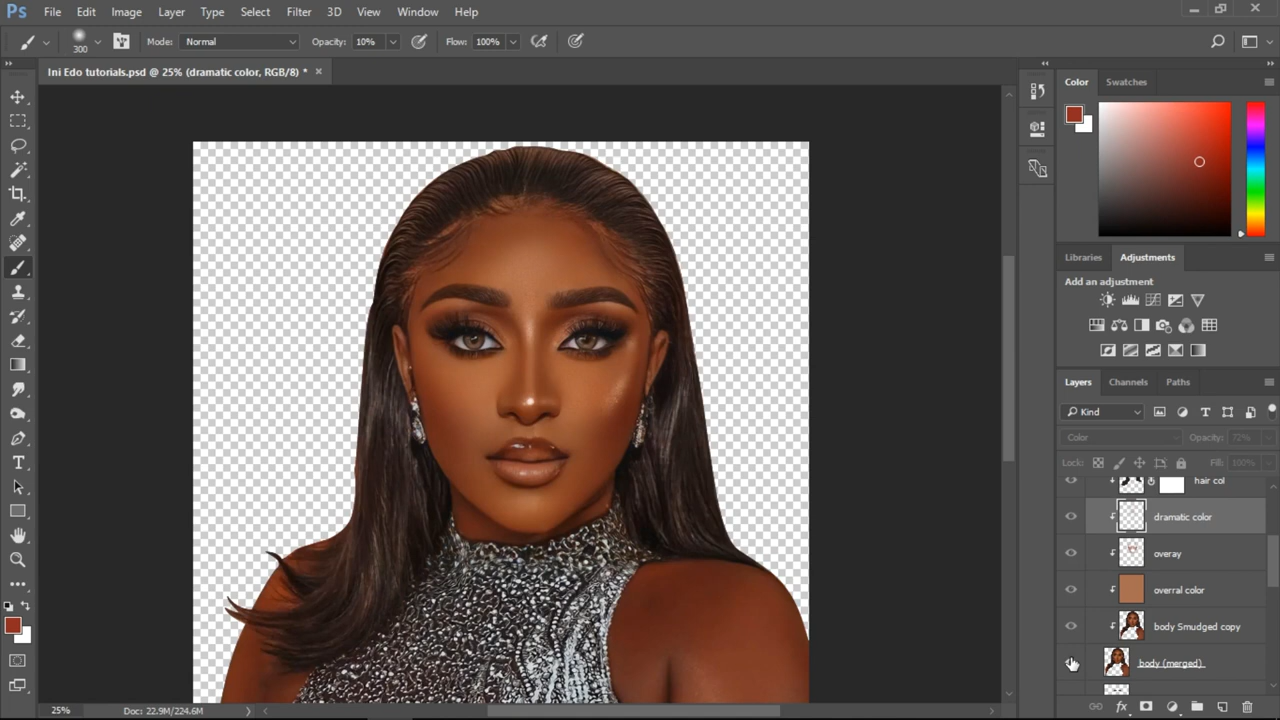 Ps File Edit Image Layer Type Select Filter 3D View Window Help
300 Mode: Normal Opacity: 10% Flow: 100%
Ini Edo tutorials.psd @ 25% (dramatic color, RGB/8) * ×
Color Swatches
Libraries Adjustments
Add an adjustment
Layers Channels Paths
Kind
Color Opacity: 72%
Lock: Fill: 100%
hair col
dramatic color
overay
overral color
body Smudged copy
body (merged)
25% Doc: 22.9M/224.6M